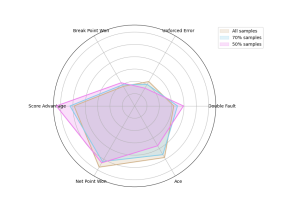 Break Point Won
Unforced Error
All samples
70% samples
50% samples
Score Advantage
Double Fault
Net Point Won
Ace